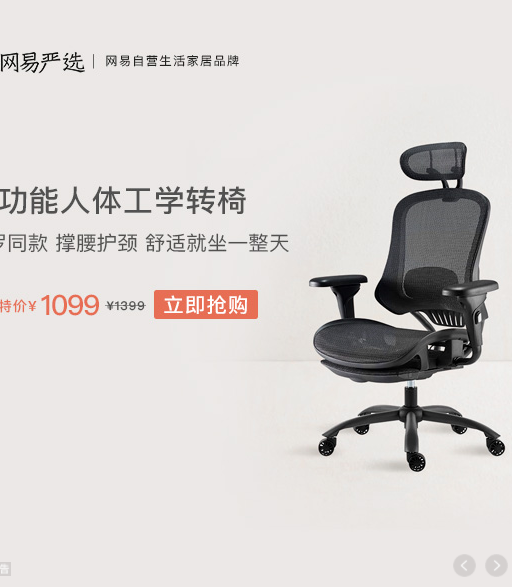 网易严选 | 网易自营生活家居品牌
功能人体工学转椅
罗同款 撑腰护颈 舒适就坐一整天
特价¥ 1099 ¥1399 立即抢购
告